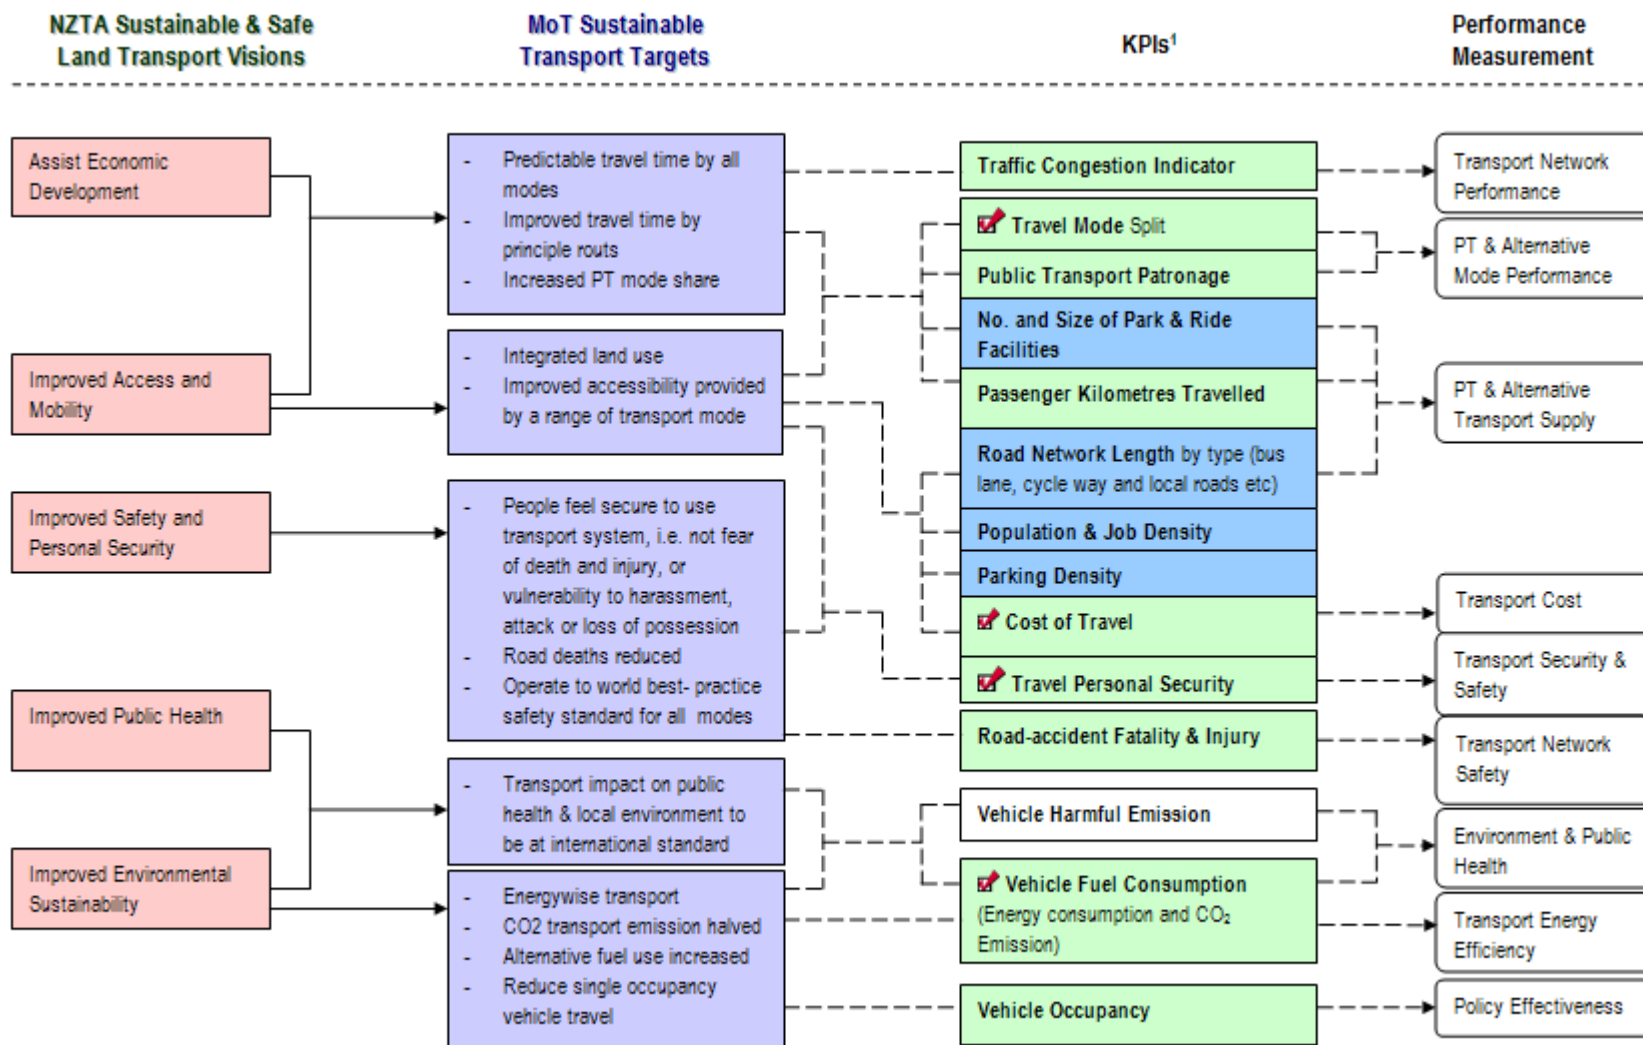 NZTA Sustainable & Safe
Land Transport Visions
MoT Sustainable
Transport Targets
KPIs¹
Performance
Measurement
Assist Economic
Development
Improved Access and
Mobility
Improved Safety and
Personal Security
Improved Public Health
Improved Environmental
Sustainability
- Predictable travel time by all
modes
- Improved travel time by
principle routs
- Increased PT mode share
- Integrated land use
- Improved accessibility provided
by a range of transport mode
- People feel secure to use
transport system, i.e. not fear
of death and injury, or
vulnerability to harassment,
attack or loss of possession
- Road deaths reduced
- Operate to world best- practice
safety standard for all modes
- Transport impact on public
health & local environment to
be at international standard
- Energywise transport
- CO2 transport emission halved
- Alternative fuel use increased
- Reduce single occupancy
vehicle travel
Traffic Congestion Indicator
Travel Mode Split
Public Transport Patronage
No. and Size of Park & Ride
Facilities
Passenger Kilometres Travelled
Road Network Length by type (bus
lane, cycle way and local roads etc)
Population & Job Density
Parking Density
Cost of Travel
Travel Personal Security
Road-accident Fatality & Injury
Vehicle Harmful Emission
Vehicle Fuel Consumption
(Energy consumption and CO₂
Emission)
Vehicle Occupancy
Transport Network
Performance
PT & Alternative
Mode Performance
PT & Alternative
Transport Supply
Transport Cost
Transport Security &
Safety
Transport Network
Safety
Environment & Public
Health
Transport Energy
Efficiency
Policy Effectiveness